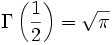 Γ(1/2) = √π